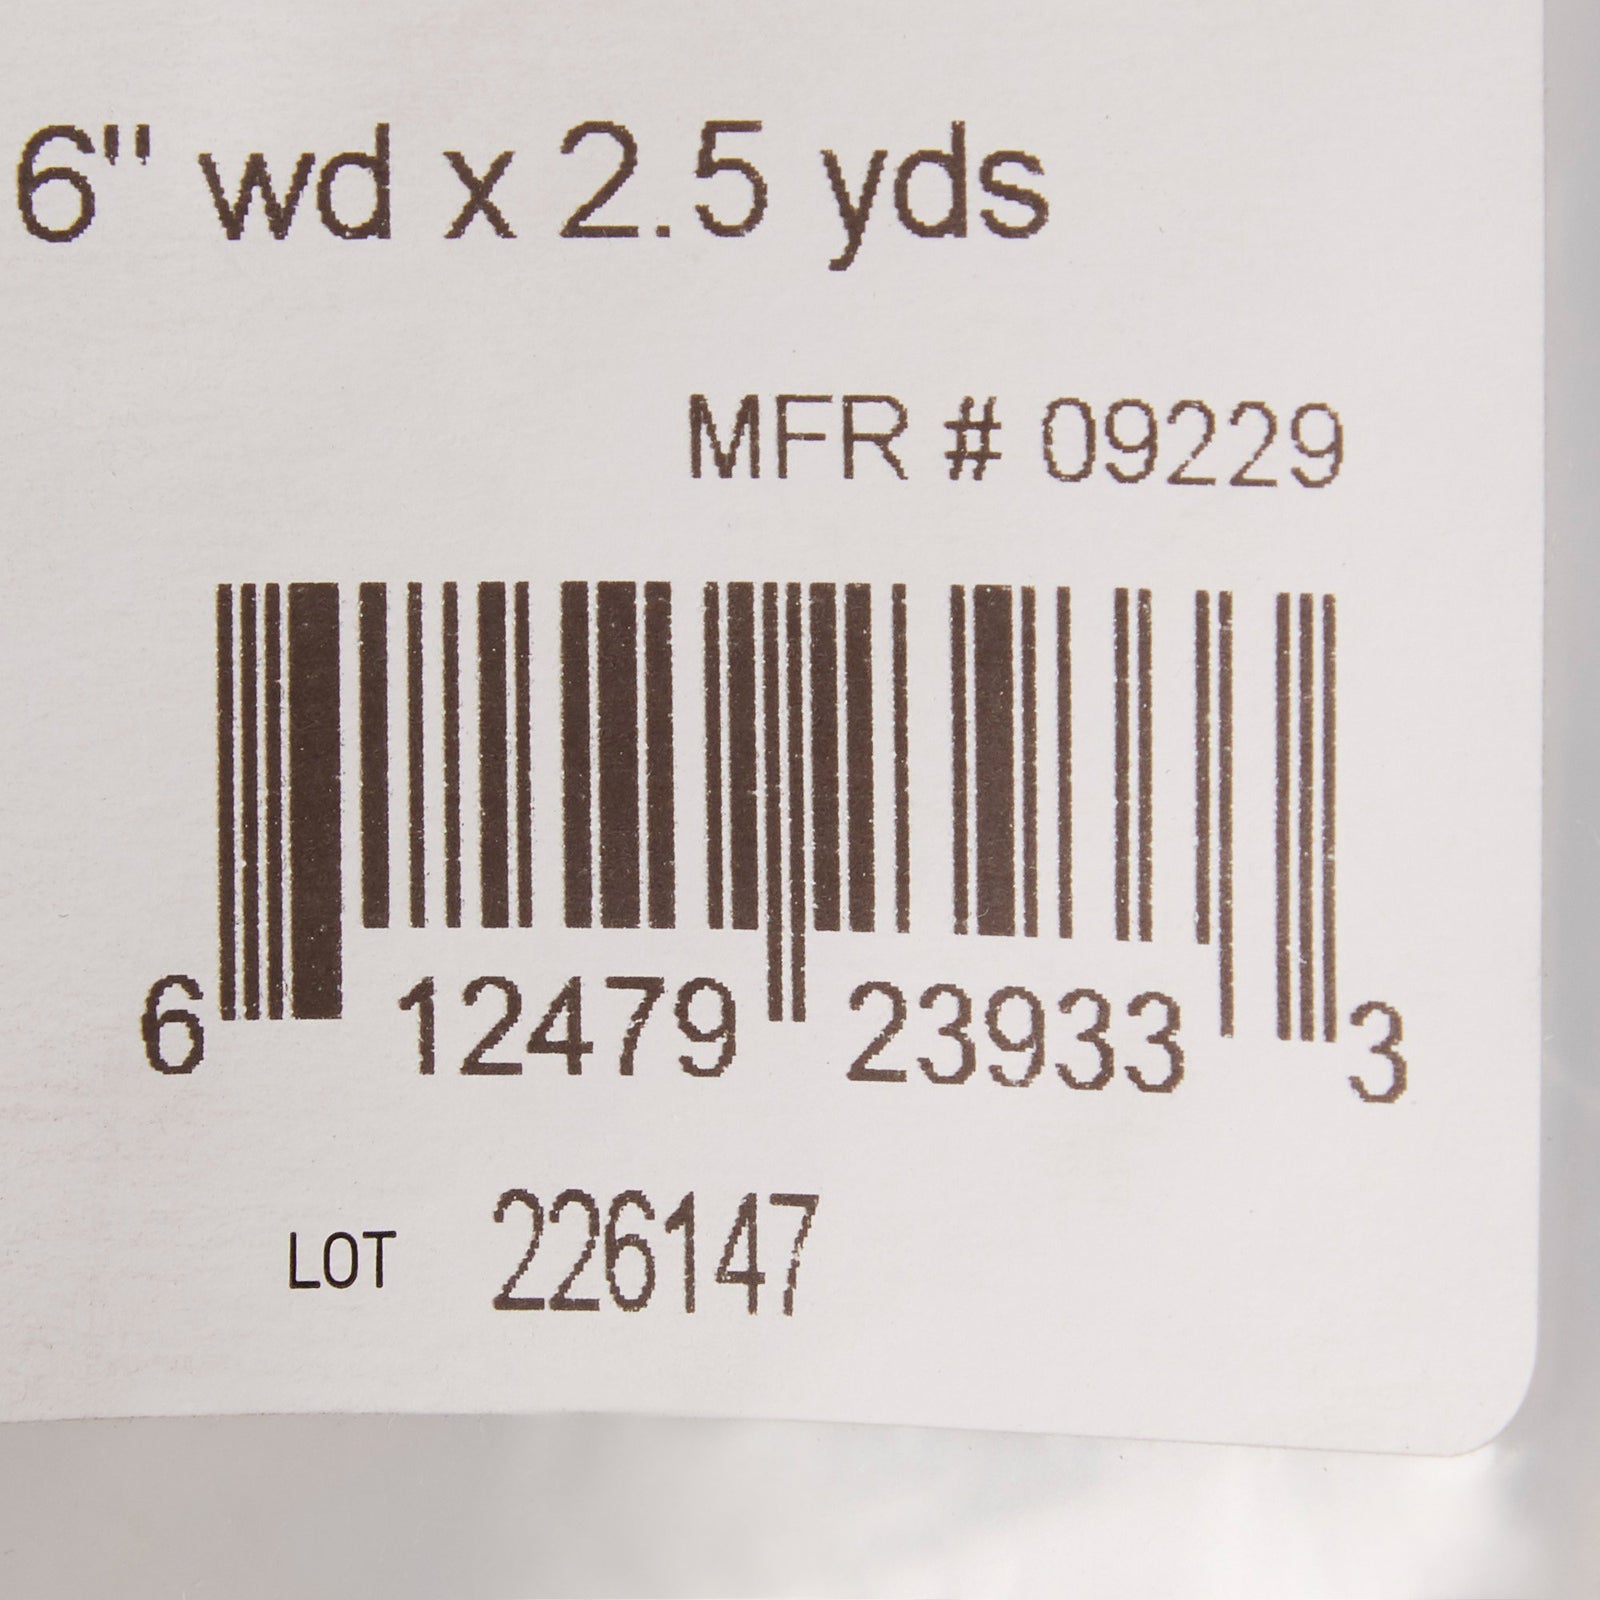 6" wd x 2.5 yds
MFR # 09229
6 12479 23933 3
LOT 226147